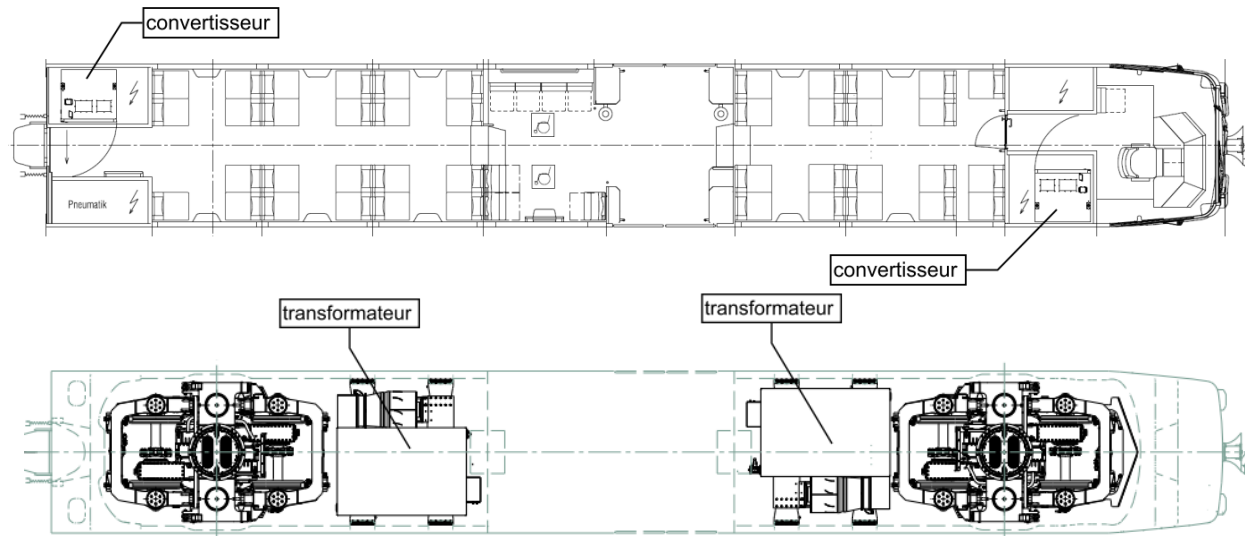 convertisseur
Pneumatik
convertisseur
transformateur
transformateur